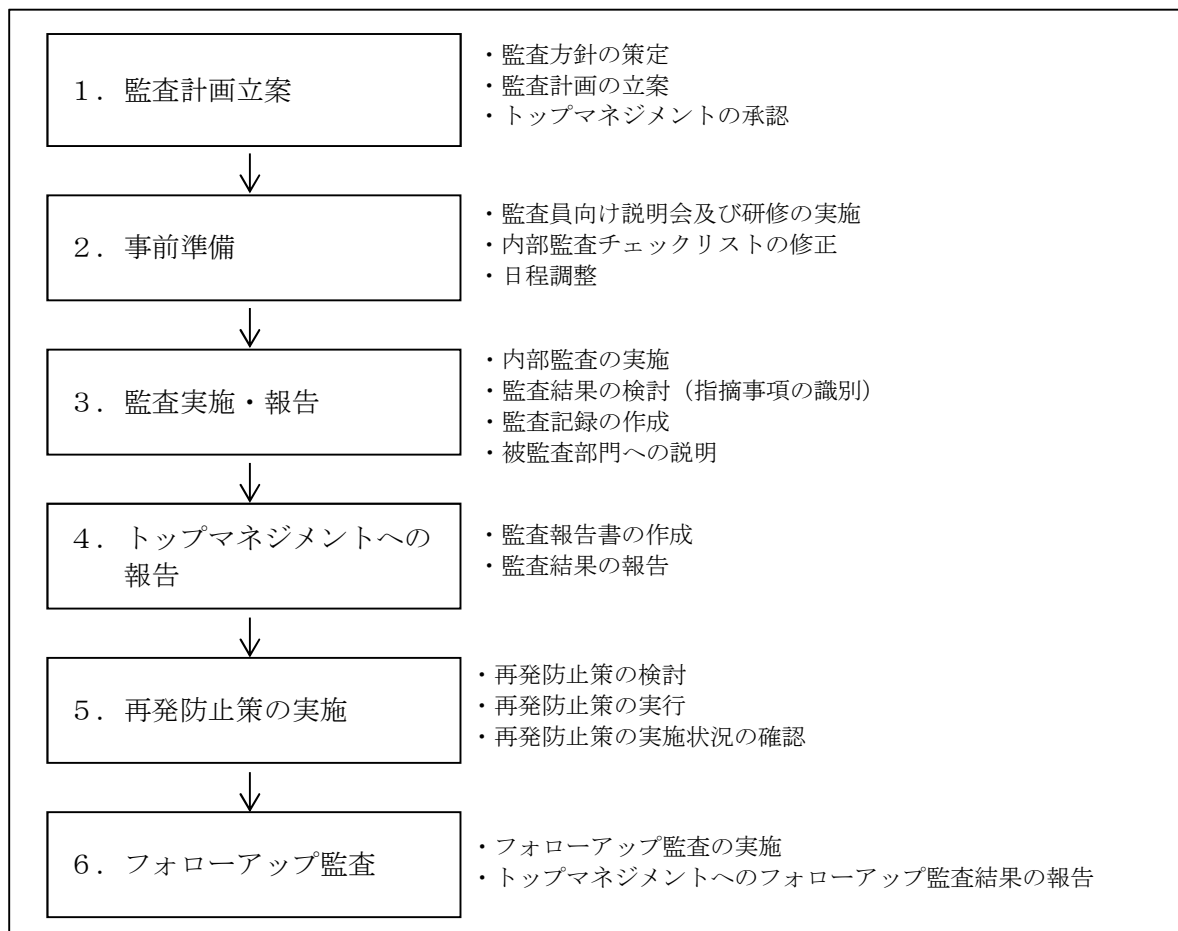 １．監査計画立案
・監査方針の策定
・監査計画の立案
・トップマネジメントの承認
２．事前準備
・監査員向け説明会及び研修の実施
・内部監査チェックリストの修正
・日程調整
３．監査実施・報告
・内部監査の実施
・監査結果の検討（指摘事項の識別）
・監査記録の作成
・被監査部門への説明
４．トップマネジメントへの
報告
・監査報告書の作成
・監査結果の報告
５．再発防止策の実施
・再発防止策の検討
・再発防止策の実行
・再発防止策の実施状況の確認
６．フォローアップ監査
・フォローアップ監査の実施
・トップマネジメントへのフォローアップ監査結果の報告